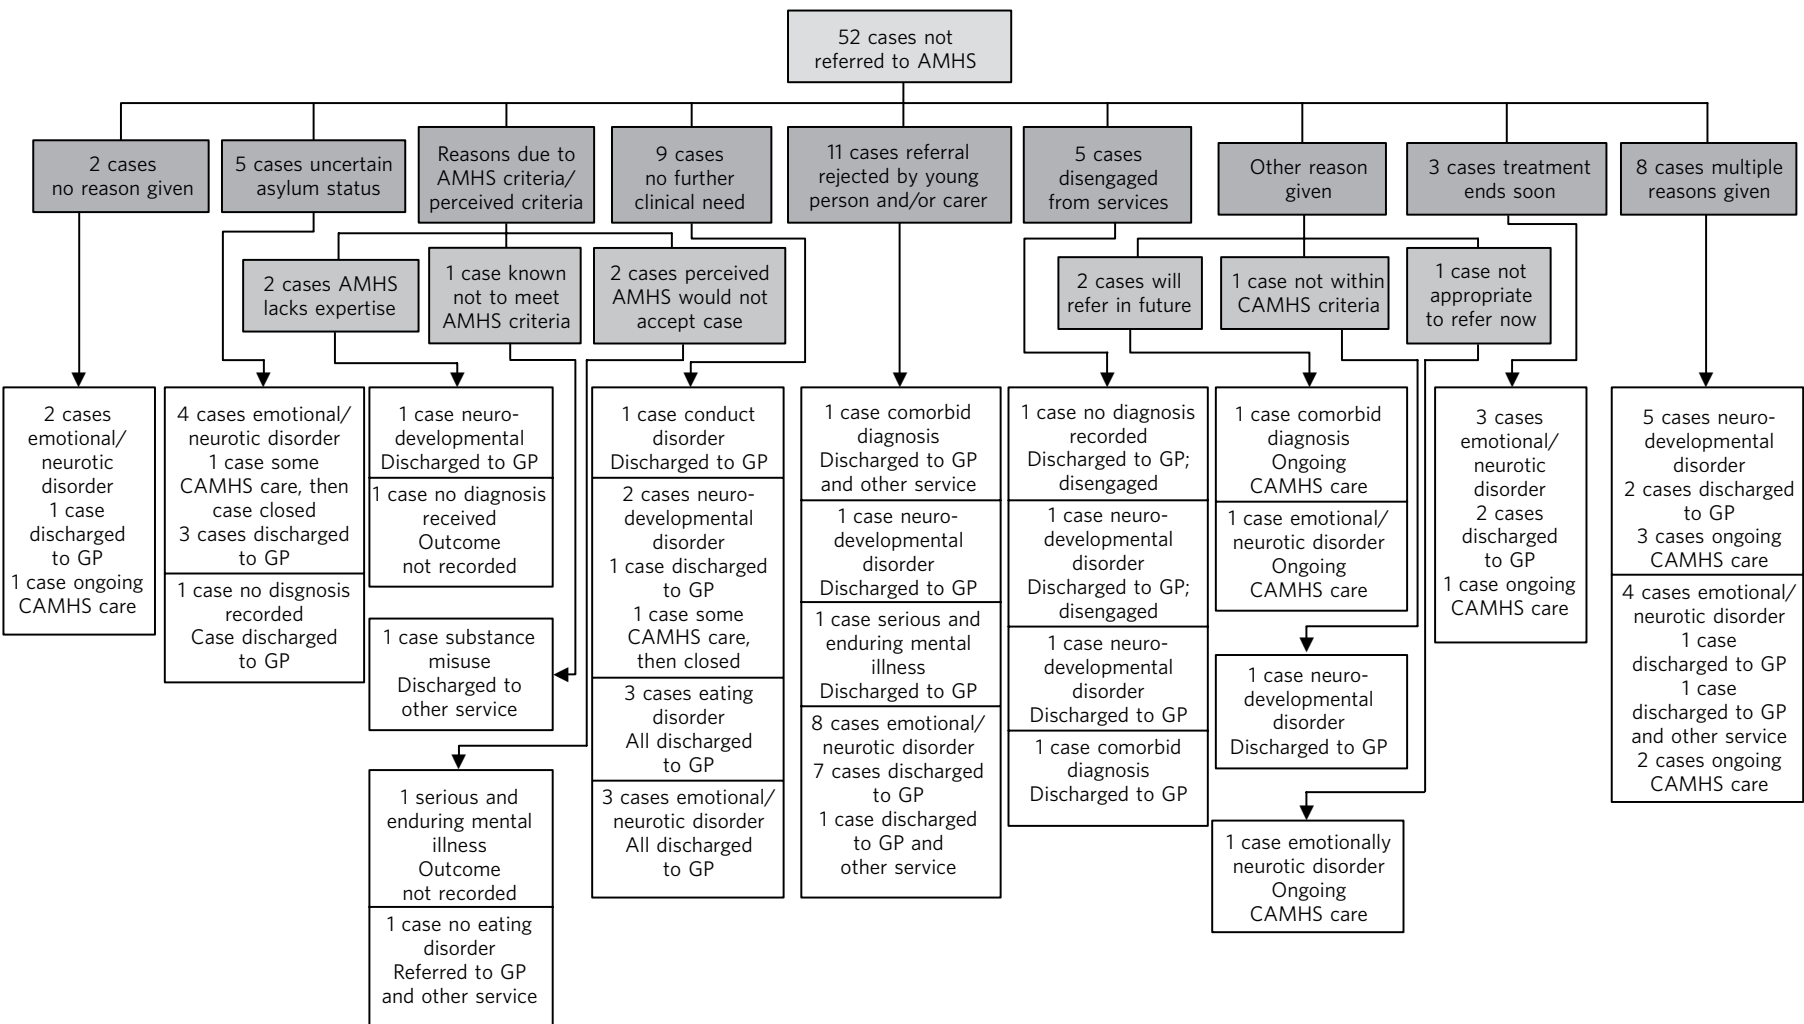 52 cases not
referred to AMHS
2 cases
no reason given
5 cases uncertain
asylum status
Reasons due to
AMHS criteria/
perceived criteria
9 cases
no further
clinical need
11 cases referral
rejected by young
person and/or carer
5 cases
disengaged
from services
Other reason
given
3 cases treatment
ends soon
8 cases multiple
reasons given
2 cases AMHS
lacks expertise
1 case known
not to meet
AMHS criteria
2 cases perceived
AMHS would not
accept case
2 cases will
refer in future
1 case not within
CAMHS criteria
1 case not
appropriate
to refer now
2 cases
emotional/
neurotic
disorder
1 case
discharged
to GP
1 case ongoing
CAMHS care
4 cases emotional/
neurotic disorder
1 case some
CAMHS care, then
case closed
3 cases discharged
to GP
1 case no disgnosis
recorded
Case discharged
to GP
1 case neuro-
developmental
Discharged to GP
1 case no diagnosis
received
Outcome
not recorded
1 case substance
misuse
Discharged to
other service
1 serious and
enduring mental
illness
Outcome
not recorded
1 case no eating
disorder
Referred to GP
and other service
1 case conduct
disorder
Discharged to GP
2 cases neuro-
developmental
disorder
1 case discharged
to GP
1 case some
CAMHS care,
then closed
3 cases eating
disorder
All discharged
to GP
3 cases emotional/
neurotic disorder
All discharged
to GP
1 case comorbid
diagnosis
Discharged to GP
and other service
1 case neuro-
developmental
disorder
Discharged to GP
1 case serious and
enduring mental
illness
Discharged to GP
8 cases emotional/
neurotic disorder
7 cases discharged
to GP
1 case discharged
to GP and
other service
1 case no diagnosis
recorded
Discharged to GP;
disengaged
1 case neuro-
developmental
disorder
Discharged to GP;
disengaged
1 case neuro-
developmental
disorder
Discharged to GP
1 case comorbid
diagnosis
Discharged to GP
1 case comorbid
diagnosis
Ongoing
CAMHS care
1 case emotional/
neurotic disorder
Ongoing
CAMHS care
1 case neuro-
developmental
disorder
Discharged to GP
1 case emotionally
neurotic disorder
Ongoing
CAMHS care
3 cases
emotional/
neurotic
disorder
2 cases
discharged
to GP
1 case ongoing
CAMHS care
5 cases neuro-
developmental
disorder
2 cases discharged
to GP
3 cases ongoing
CAMHS care
4 cases emotional/
neurotic disorder
1 case
discharged to GP
1 case
discharged to GP
and other service
2 cases ongoing
CAMHS care